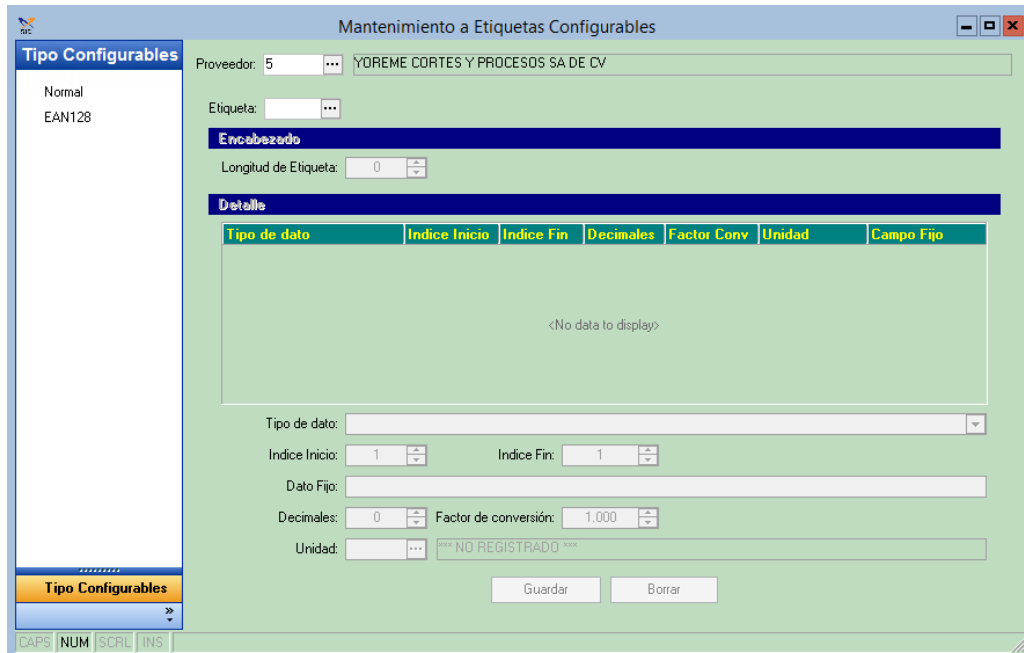 SIC
Mantenimiento a Etiquetas Configurables
Tipo Configurables
Normal
EAN128
Proveedor: 5 ... YOREME CORTES Y PROCESOS SA DE CV
Etiqueta: ...
Encabezado
Longitud de Etiqueta: 0
Detalle
Tipo de dato Indice Inicio Indice Fin Decimales Factor Conv Unidad Campo Fijo
<No data to display>
Tipo de dato:
Indice Inicio: 1 Indice Fin: 1
Dato Fijo:
Decimales: 0 Factor de conversión: 1.000
Unidad: ... *** NO REGISTRADO ***
Guardar Borrar
Tipo Configurables
»
CAPS NUM SCRL INS